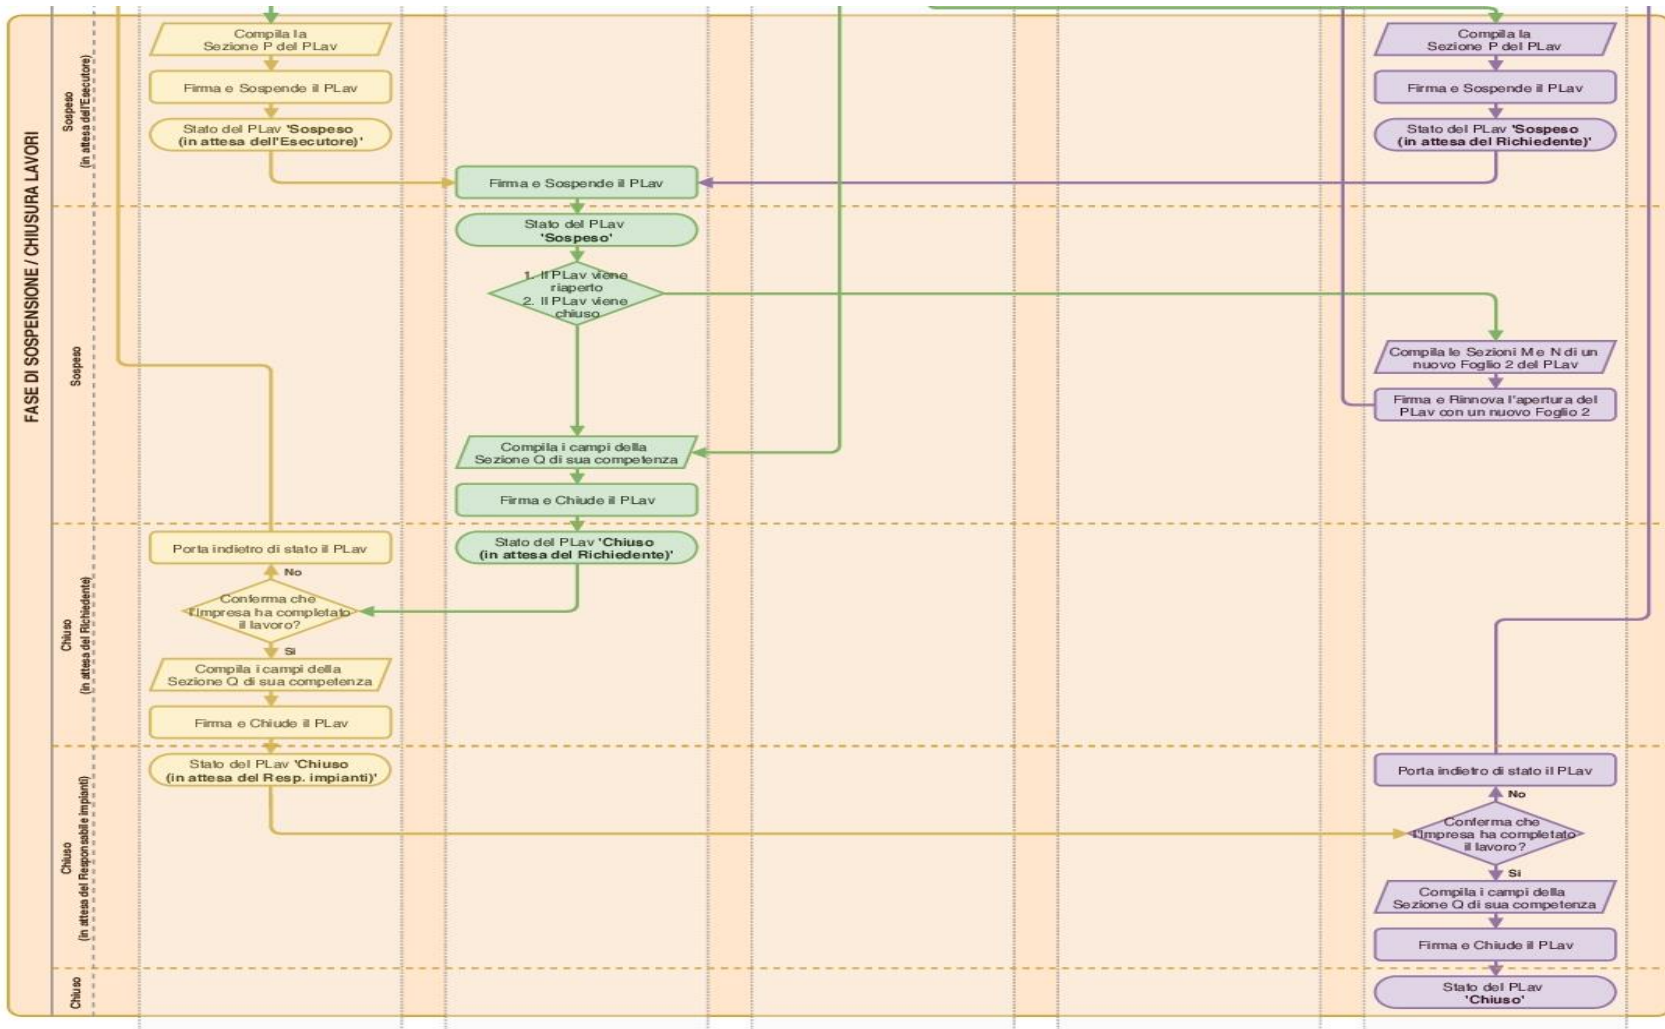 FASE DI SOSPENSIONE / CHIUSURA LAVORI
Sospeso
(in attesa dell'Esecutore)
Compila la
Sezione P del PLav
Firma e Sospende il PLav
Stato del PLav 'Sospeso
(in attesa dell'Esecutore)'
Compila la
Sezione P del PLav
Firma e Sospende il PLav
Stato del PLav 'Sospeso
(in attesa del Richiedente)'
Firma e Sospende il PLav
Sospeso
Stato del PLav
'Sospeso'
1. Il PLav viene
riaperto
2. Il PLav viene
chiuso
Compila le Sezioni M e N di un
nuovo Foglio 2 del PLav
Firma e Rinnova l'apertura del
PLav con un nuovo Foglio 2
Compila i campi della
Sezione Q di sua competenza
Firma e Chiude il PLav
Chiuso
(in attesa del Richiedente)
Stato del PLav 'Chiuso
(in attesa del Richiedente)'
Porta indietro di stato il PLav
No
Conferma che
l'Impresa ha completato
il lavoro?
Si
Compila i campi della
Sezione Q di sua competenza
Firma e Chiude il PLav
Chiuso
(in attesa del Responsabile impianti)
Stato del PLav 'Chiuso
(in attesa del Resp. impianti)'
Porta indietro di stato il PLav
No
Conferma che
l'Impresa ha completato
il lavoro?
Si
Compila i campi della
Sezione Q di sua competenza
Firma e Chiude il PLav
Chiuso
Stato del PLav
'Chiuso'